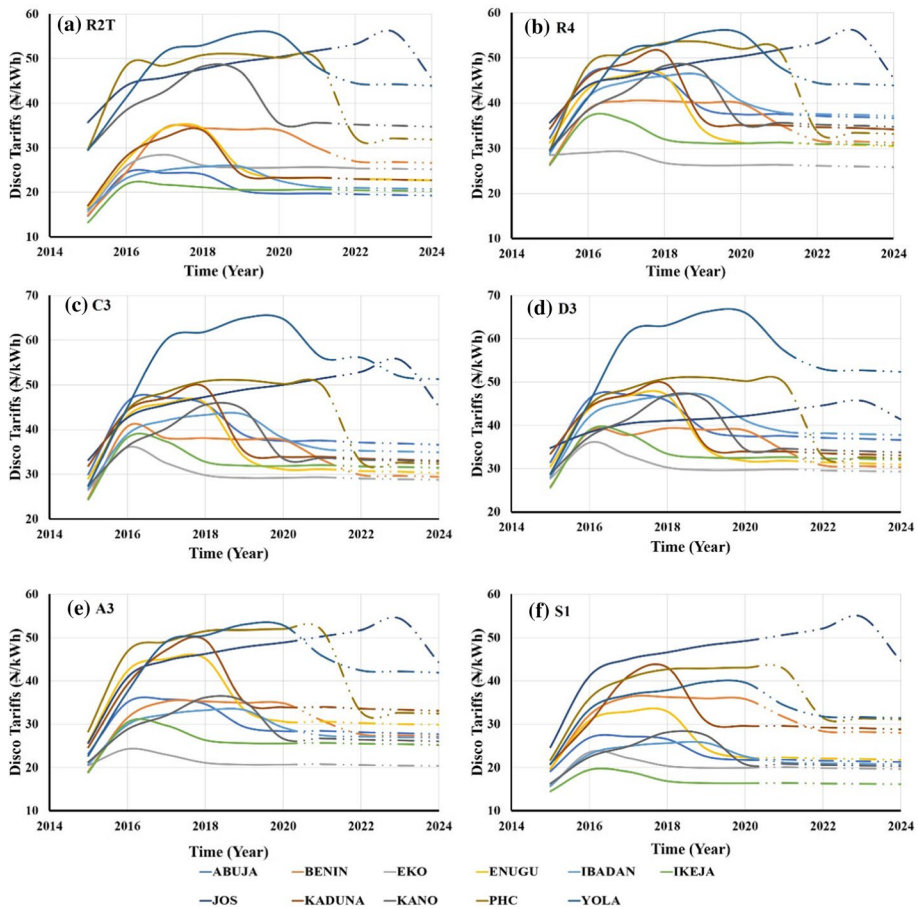 (a) R2T
Disco Tariffs (N/kWh)
60
50
40
30
20
10
2014 2016 2018 2020 2022 2024
Time (Year)
(b) R4
Disco Tariffs (N/kWh)
60
50
40
30
20
10
2014 2016 2018 2020 2022 2024
Time (Year)
(c) C3
Disco Tariffs (N/kWh)
70
60
50
40
30
20
2014 2016 2018 2020 2022 2024
Time (Year)
(d) D3
Disco Tariffs (N/kWh)
70
60
50
40
30
20
2014 2016 2018 2020 2022 2024
Time (Year)
(e) A3
Disco Tariffs (N/kWh)
60
50
40
30
20
10
2014 2016 2018 2020 2022 2024
Time (Year)
(f) S1
Disco Tariffs (N/kWh)
60
50
40
30
20
10
2014 2016 2018 2020 2022 2024
Time (Year)
ABUJA BENIN EKO ENUGU IBADAN IKEJA
JOS KADUNA KANO PHC YOLA